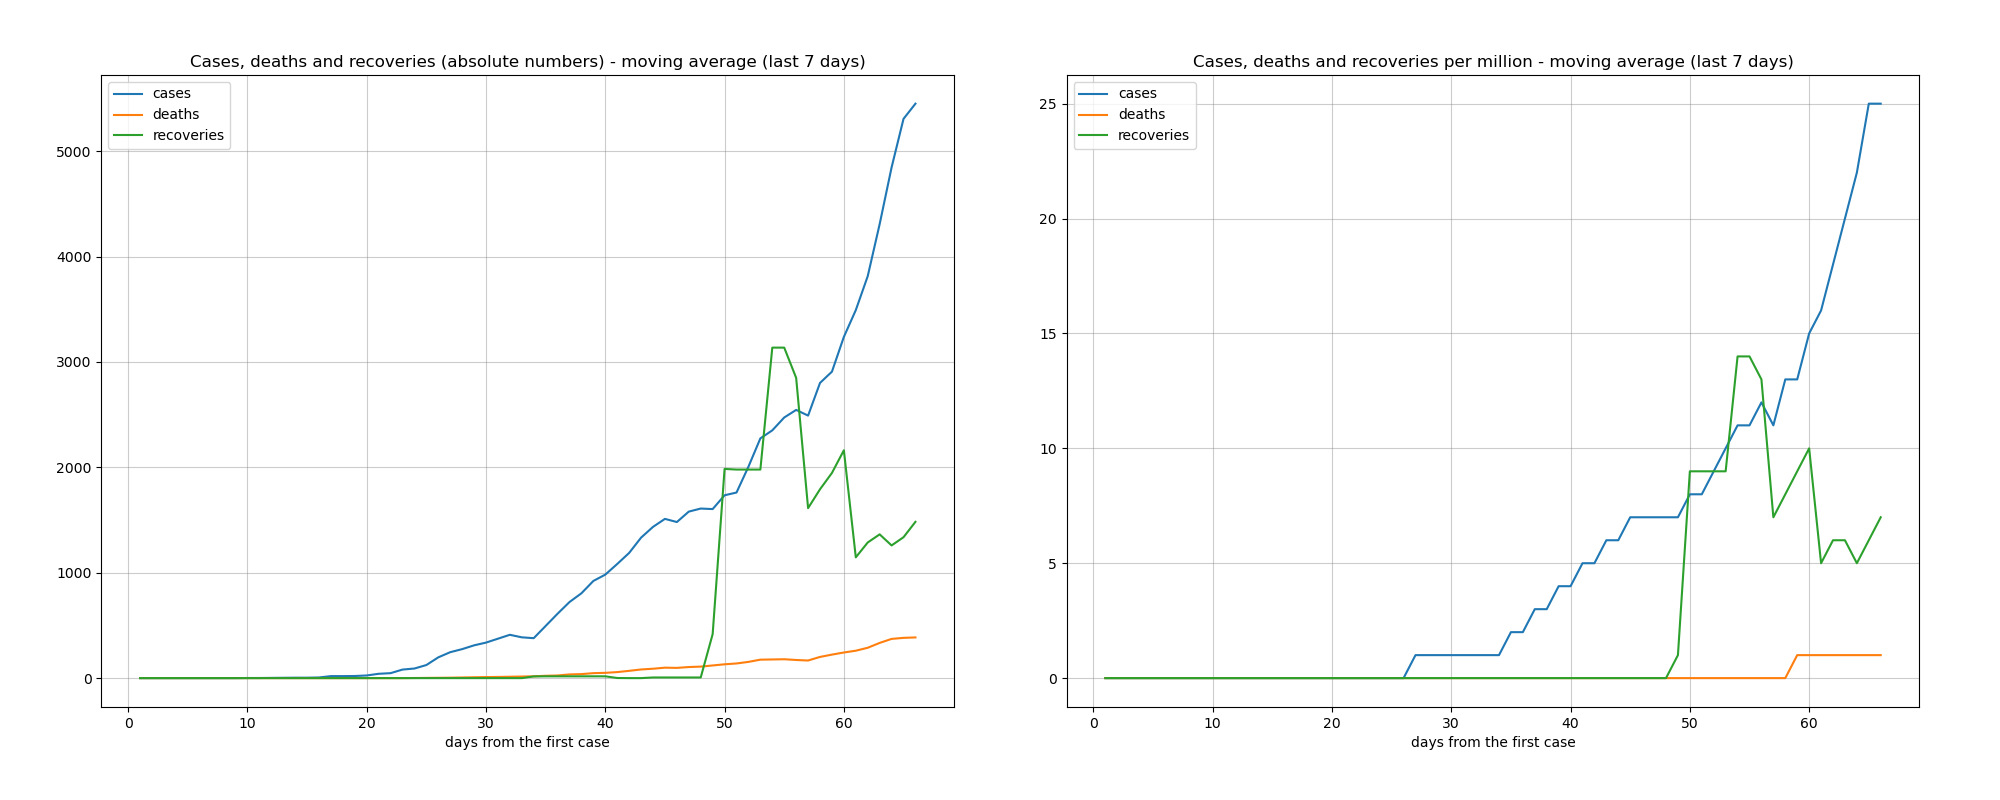 Cases, deaths and recoveries (absolute numbers) - moving average (last 7 days)
cases
deaths
recoveries
5000
4000
3000
2000
1000
0
0 10 20 30 40 50 60
days from the first case
Cases, deaths and recoveries per million - moving average (last 7 days)
cases
deaths
recoveries
25
20
15
10
5
0
0 10 20 30 40 50 60
days from the first case